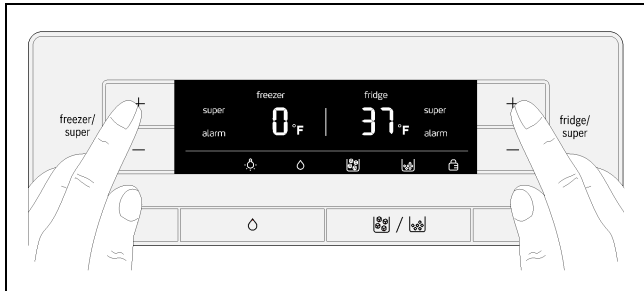 freezer fridge
super super
0 °F 37 °F
alarm alarm
freezer/
super
fridge/
super
+ +
− −
/